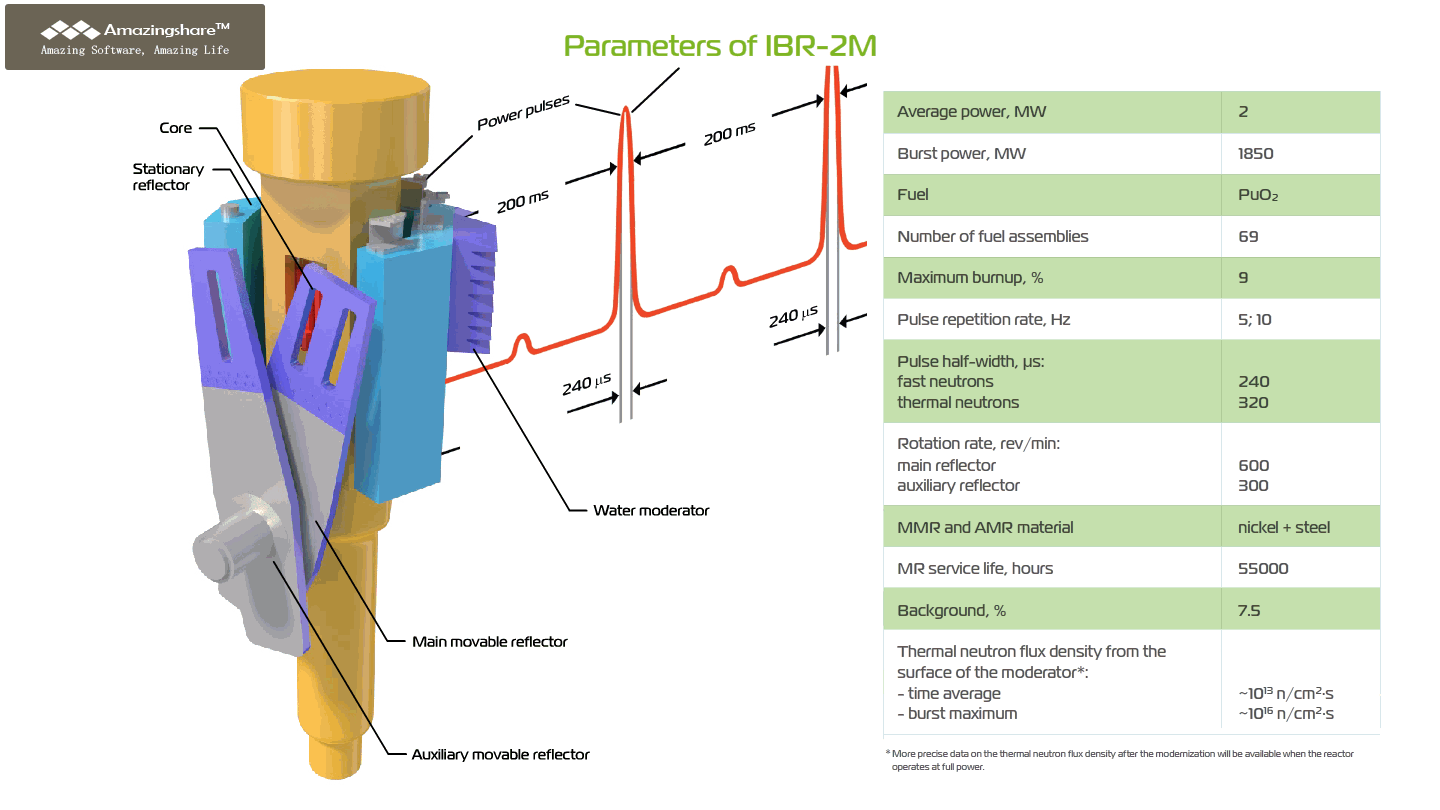 Amazingshare™
Amazing Software, Amazing Life
Parameters of IBR-2M
Core
Stationary
reflector
Power pulses
200 ms
200 ms
240 μs
240 μs
Water moderator
Main movable reflector
Auxiliary movable reflector
Average power, MW 2
Burst power, MW 1850
Fuel PuO₂
Number of fuel assemblies 69
Maximum burnup, % 9
Pulse repetition rate, Hz 5; 10
Pulse half-width, μs:
fast neutrons 240
thermal neutrons 320
Rotation rate, rev/min:
main reflector 600
auxiliary reflector 300
MMR and AMR material nickel + steel
MR service life, hours 55000
Background, % 7.5
Thermal neutron flux density from the
surface of the moderator*:
- time average ~10¹³ n/cm²·s
- burst maximum ~10¹⁶ n/cm²·s
* More precise data on the thermal neutron flux density after the modernization will be available when the reactor
operates at full power.